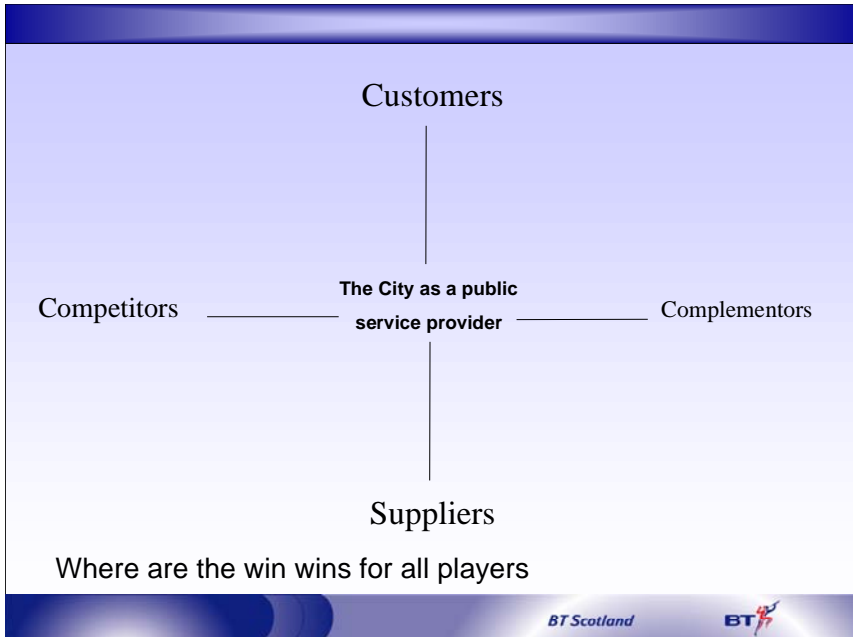 Customers
Competitors
The City as a public
service provider
Complementors
Suppliers
Where are the win wins for all players
BT Scotland
BT